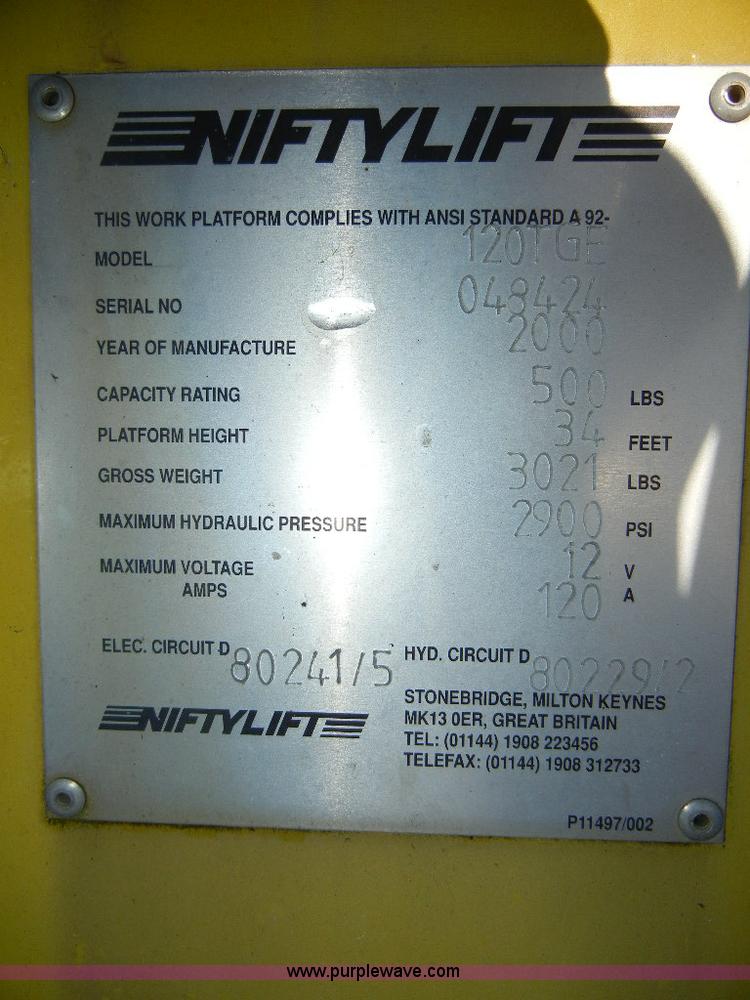 NIFTYLIFT
THIS WORK PLATFORM COMPLIES WITH ANSI STANDARD A 92-
MODEL 120TGE
SERIAL NO 048424
YEAR OF MANUFACTURE 2000
CAPACITY RATING 500 LBS
PLATFORM HEIGHT 34 FEET
GROSS WEIGHT 3021 LBS
MAXIMUM HYDRAULIC PRESSURE 2900 PSI
MAXIMUM VOLTAGE 12 V
AMPS 120 A
ELEC. CIRCUIT D 80241/5 HYD. CIRCUIT D 80229/2
NIFTYLIFT
STONEBRIDGE, MILTON KEYNES
MK13 0ER, GREAT BRITAIN
TEL: (01144) 1908 223456
TELEFAX: (01144) 1908 312733
P11497/002
www.purplewave.com